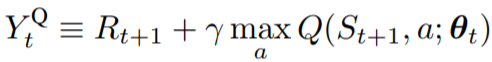 Y_t^Q ≡ R_{t+1} + γ max_a Q(S_{t+1}, a; θ_t)